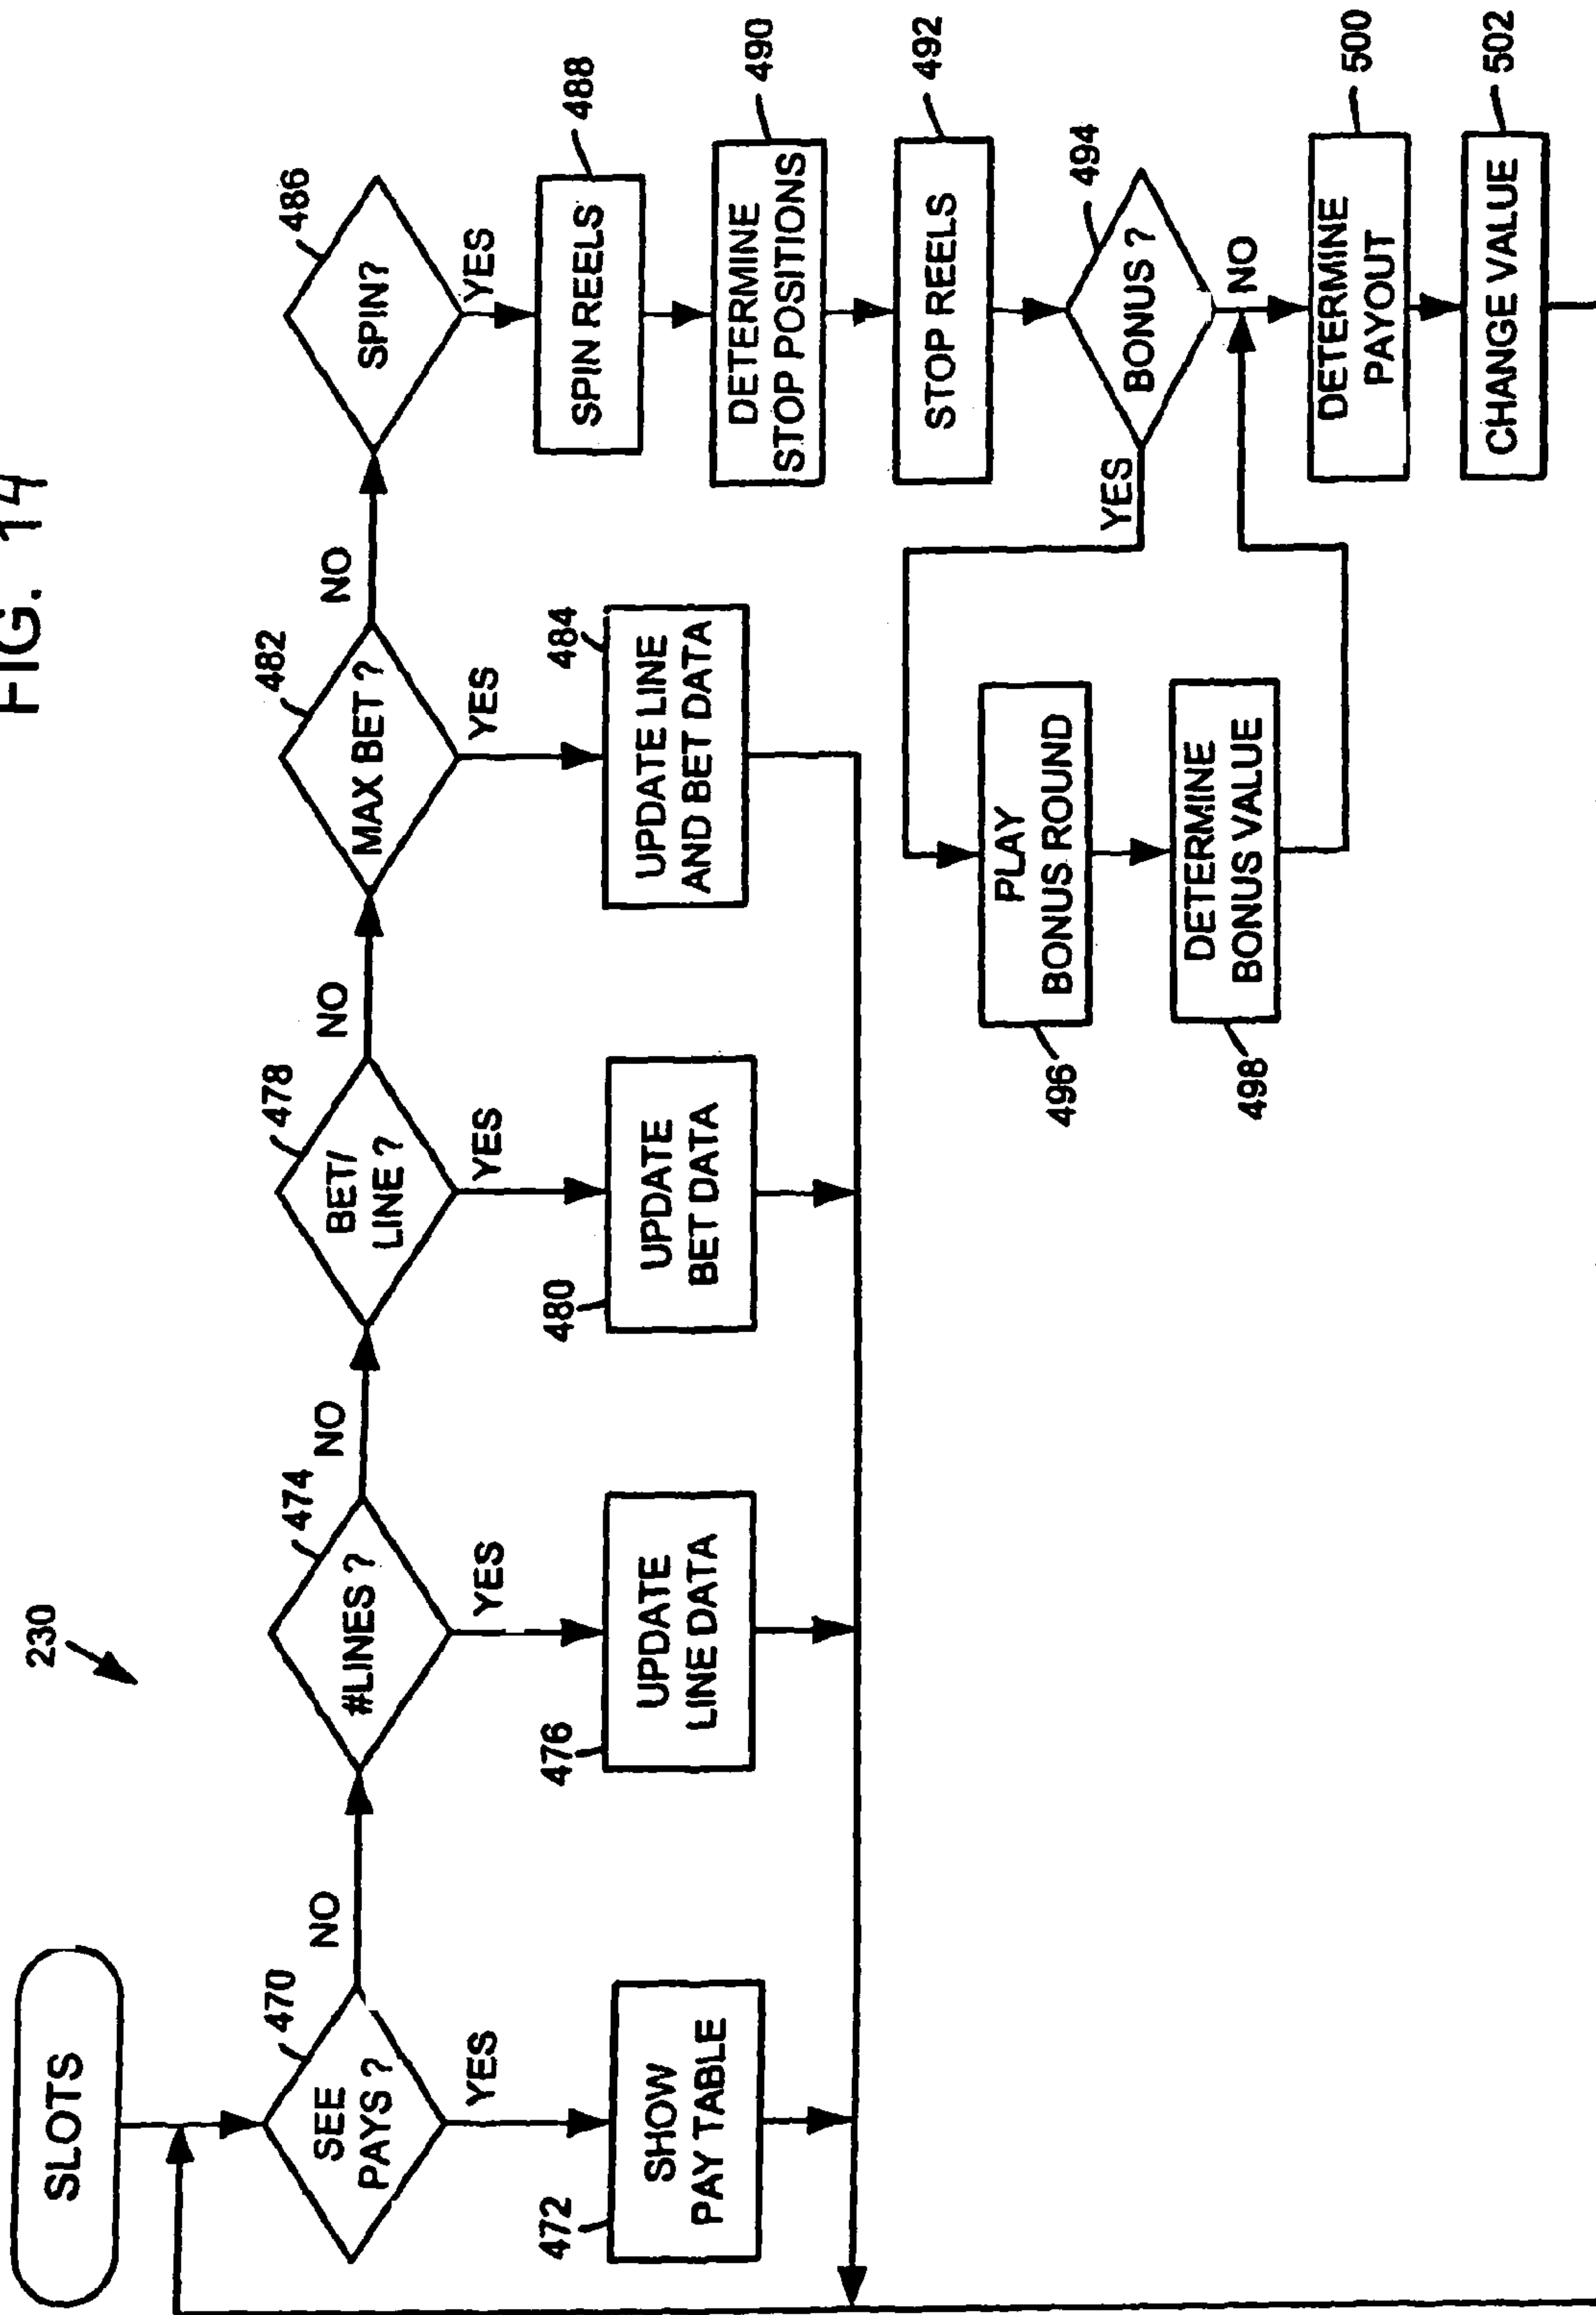 FIG. 14
230
SLOTS
470
SEE
PAYS ?
NO
YES
472
SHOW
PAY TABLE
474
#LINES ?
NO
YES
476
UPDATE
LINE DATA
478
BET/
LINE ?
NO
YES
480
UPDATE
BET DATA
482
MAX BET ?
NO
YES
484
UPDATE LINE
AND BET DATA
486
SPIN?
YES
488
SPIN REELS
490
DETERMINE
STOP POSITIONS
492
STOP REELS
494
BONUS ?
YES
NO
496
PLAY
BONUS ROUND
498
DETERMINE
BONUS VALUE
500
DETERMINE
PAYOUT
502
CHANGE VALUE